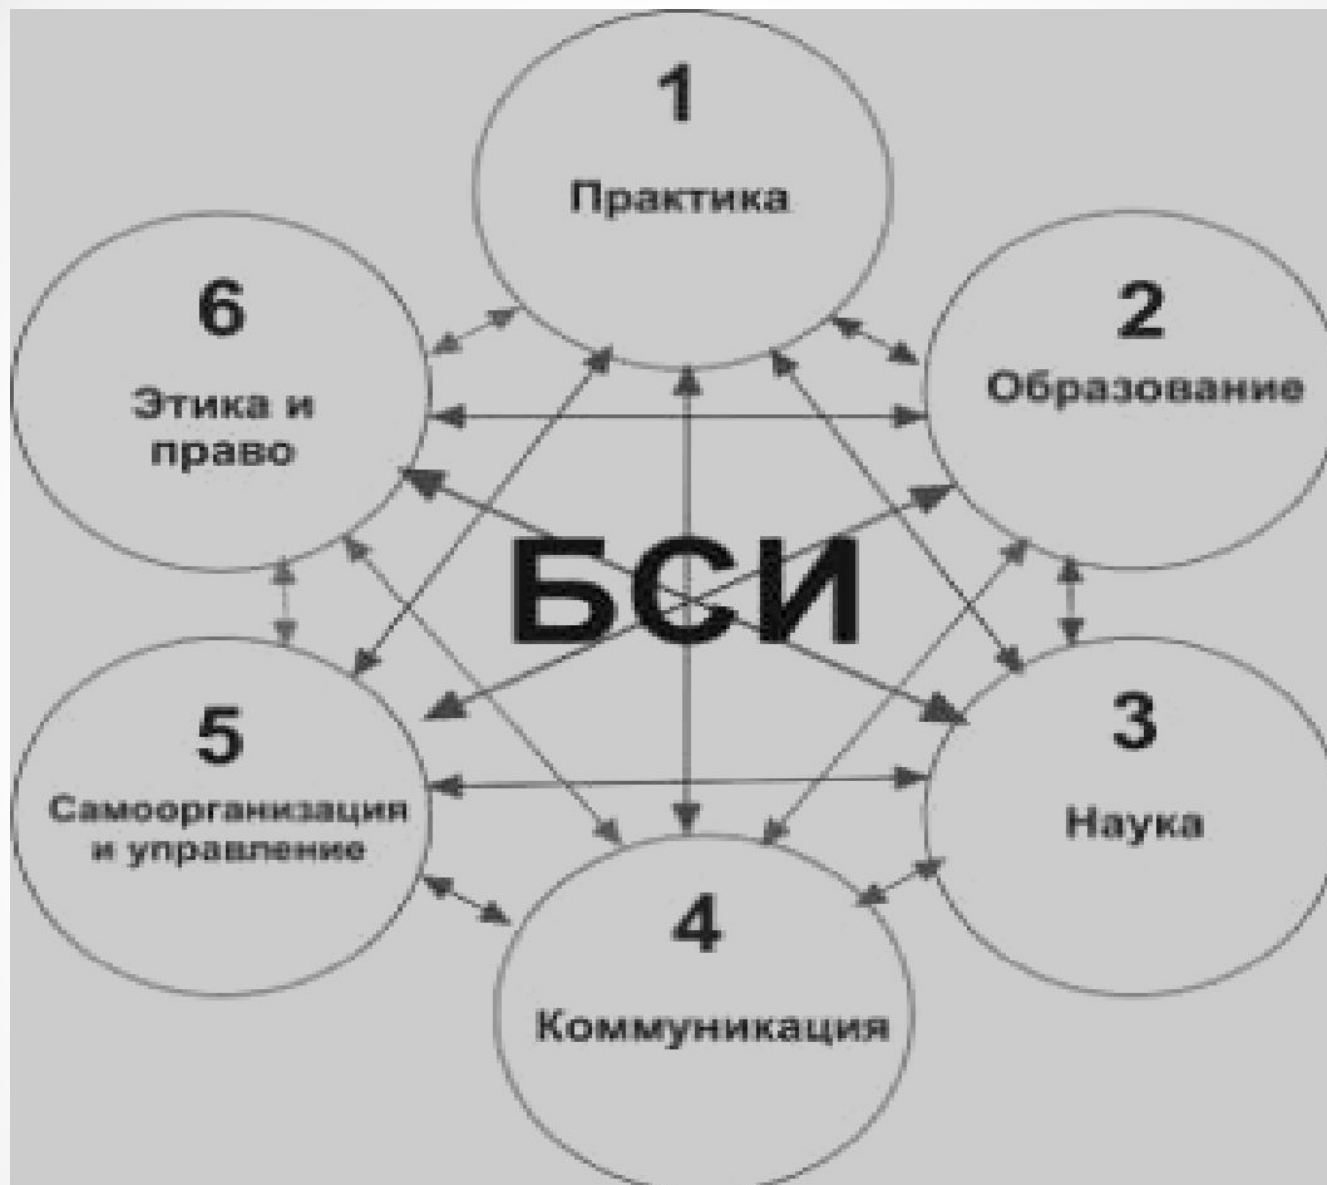 1
Практика
2
Образование
6
Этика и
право
БСИ
3
Наука
5
Самоорганизация
и управление
4
Коммуникация